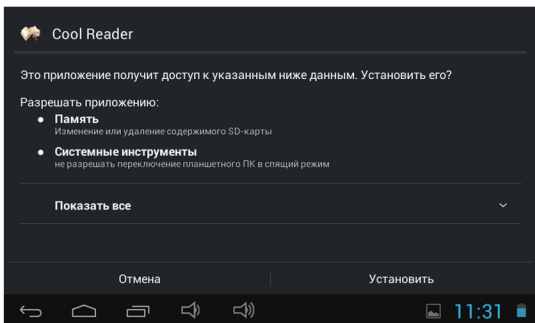 Cool Reader
Это приложение получит доступ к указанным ниже данным. Установить его?
Разрешать приложению:
Память
Изменение или удаление содержимого SD-карты
Системные инструменты
не разрешать переключение планшетного ПК в спящий режим
Показать все
Отмена Установить
11:31